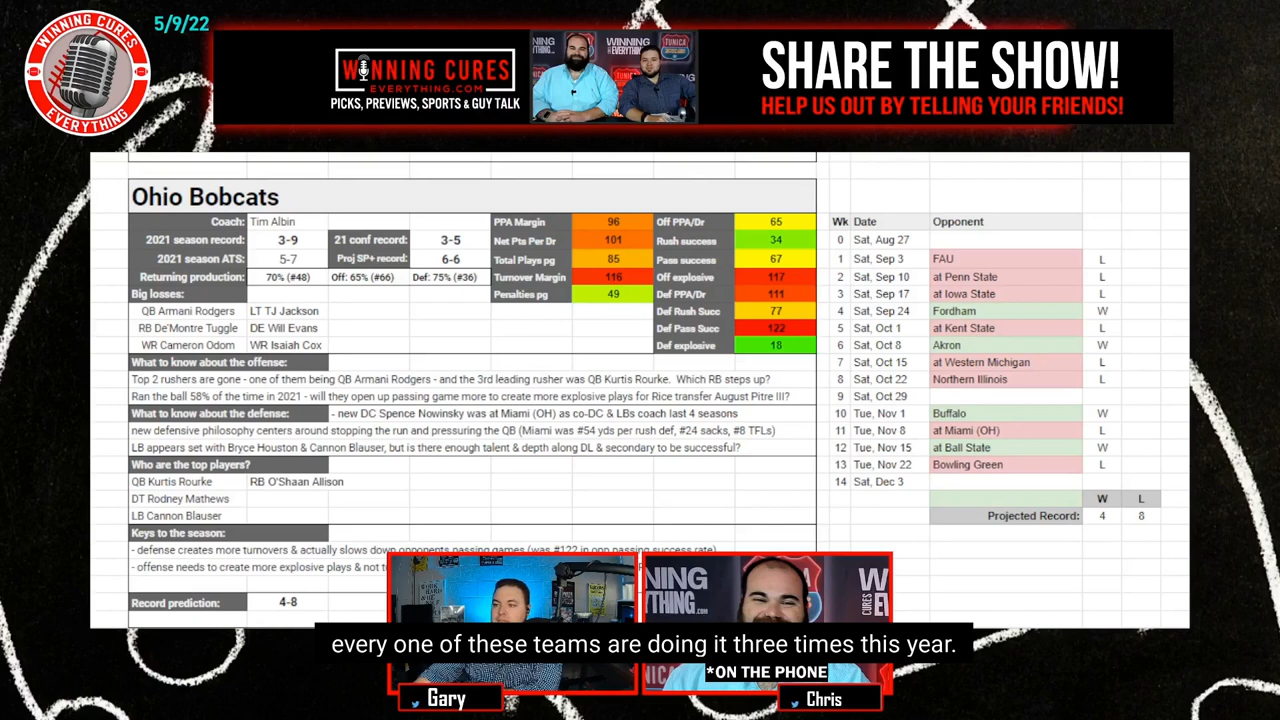 5/9/22
WINNING CURES
EVERYTHING
WINNING CURES
EVERYTHING.COM
PICKS, PREVIEWS, SPORTS & GUY TALK
SHARE THE SHOW!
HELP US OUT BY TELLING YOUR FRIENDS!
Ohio Bobcats
Coach: Tim Albin PPA Margin 96 Off PPA/Dr 65
2021 season record: 3-9 21 conf record: 3-5 Net Pts Per Dr 101 Rush success 34
2021 season ATS: 5-7 Proj SP+ record: 6-6 Total Plays pg 85 Pass success 67
Returning production: 70% (#48) Off: 65% (#66) Def: 75% (#36) Turnover Margin 116 Off explosive 117
Big losses: Penalties pg 49 Def PPA/Dr 111
QB Armani Rodgers LT TJ Jackson Def Rush Succ 77
RB De'Montre Tuggle DE Will Evans Def Pass Succ 122
WR Cameron Odom WR Isaiah Cox Def explosive 18
What to know about the offense:
Top 2 rushers are gone - one of them being QB Armani Rodgers - and the 3rd leading rusher was QB Kurtis Rourke. Which RB steps up?
Ran the ball 58% of the time in 2021 - will they open up passing game more to create more explosive plays for Rice transfer August Pitre III?
What to know about the defense: - new DC Spence Nowinsky was at Miami (OH) as co-DC & LBs coach last 4 seasons
new defensive philosophy centers around stopping the run and pressuring the QB (Miami was #54 yds per rush def, #24 sacks, #8 TFLs)
LB appears set with Bryce Houston & Cannon Blauser, but is there enough talent & depth along DL & secondary to be successful?
Who are the top players?
QB Kurtis Rourke RB O'Shaan Allison
DT Rodney Mathews
LB Cannon Blauser
Keys to the season:
- defense creates more turnovers & actually slows down opponents passing games (was #122 in opp passing success rate)
- offense needs to create more explosive plays & not
Record prediction: 4-8
Wk Date Opponent
0 Sat, Aug 27
1 Sat, Sep 3 FAU L
2 Sat, Sep 10 at Penn State L
3 Sat, Sep 17 at Iowa State L
4 Sat, Sep 24 Fordham W
5 Sat, Oct 1 at Kent State L
6 Sat, Oct 8 Akron W
7 Sat, Oct 15 at Western Michigan L
8 Sat, Oct 22 Northern Illinois L
9 Sat, Oct 29
10 Tue, Nov 1 Buffalo W
11 Tue, Nov 8 at Miami (OH) L
12 Tue, Nov 15 at Ball State W
13 Tue, Nov 22 Bowling Green L
14 Sat, Dec 3
W L
Projected Record: 4 8
every one of these teams are doing it three times this year.
*ON THE PHONE
Gary
Chris